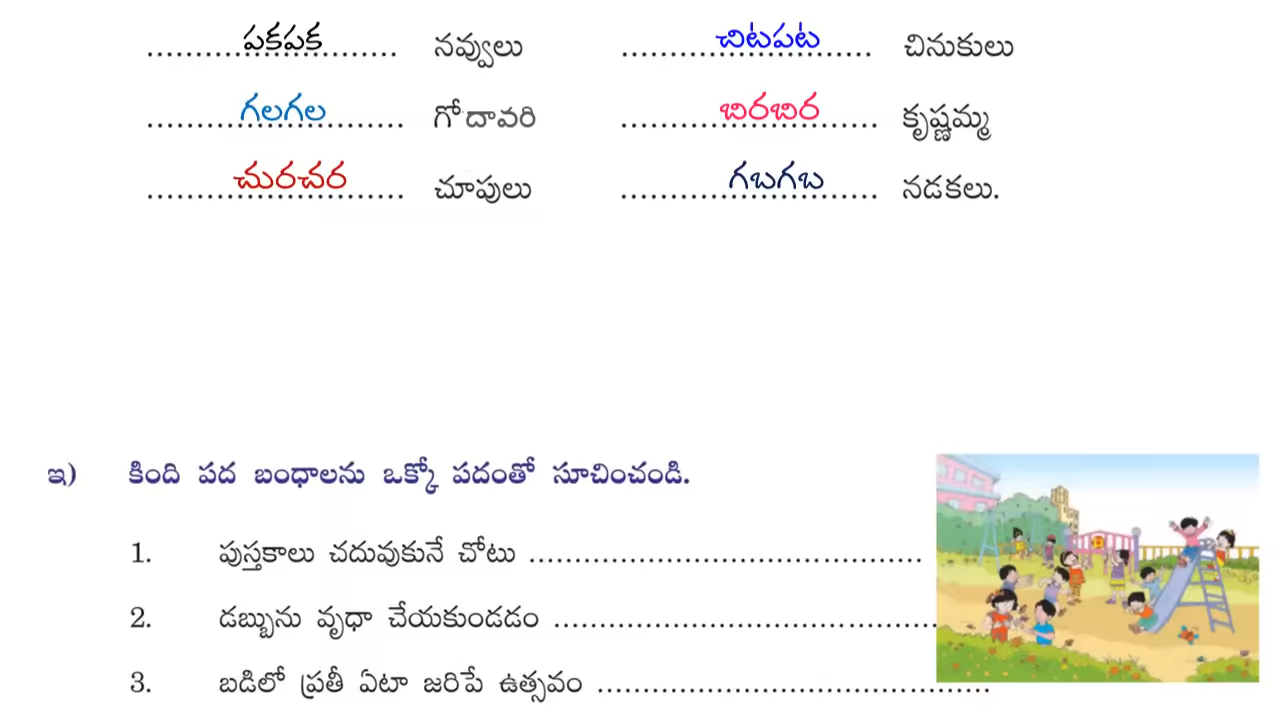 పకపక నవ్వులు చిటపట చినుకులు
గలగల గోదావరి బిరబిర కృష్ణమ్మ
చురచర చూపులు గబగబ నడకలు.
ఇ) కింది పద బంధాలను ఒక్కో పదంతో సూచించండి.
1. పుస్తకాలు చదువుకునే చోటు ........................................
2. డబ్బును వృధా చేయకుండడం ........................................
3. బడిలో ప్రతీ ఏటా జరిపే ఉత్సవం ........................................